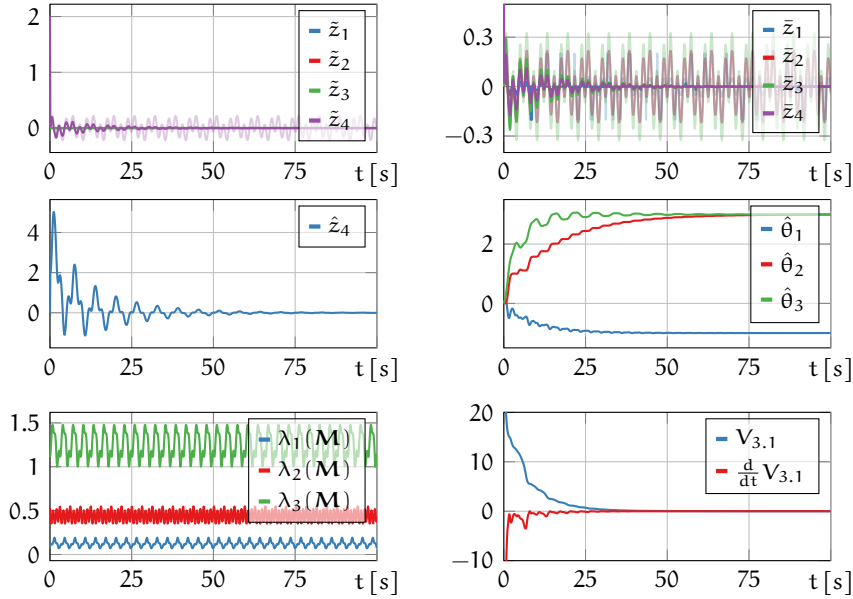 2
1
0
z̃₁
z̃₂
z̃₃
z̃₄
0 25 50 75 t [s]
0.3
0
−0.3
z̄₁
z̄₂
z̄₃
z̄₄
0 25 50 75 t [s]
4
2
0
ẑ₄
0 25 50 75 t [s]
2
0
θ̂₁
θ̂₂
θ̂₃
0 25 50 75 t [s]
1.5
1
0.5
0
λ₁(M)
λ₂(M)
λ₃(M)
0 25 50 75 t [s]
20
10
0
−10
V₃.₁
d/dt V₃.₁
0 25 50 75 t [s]